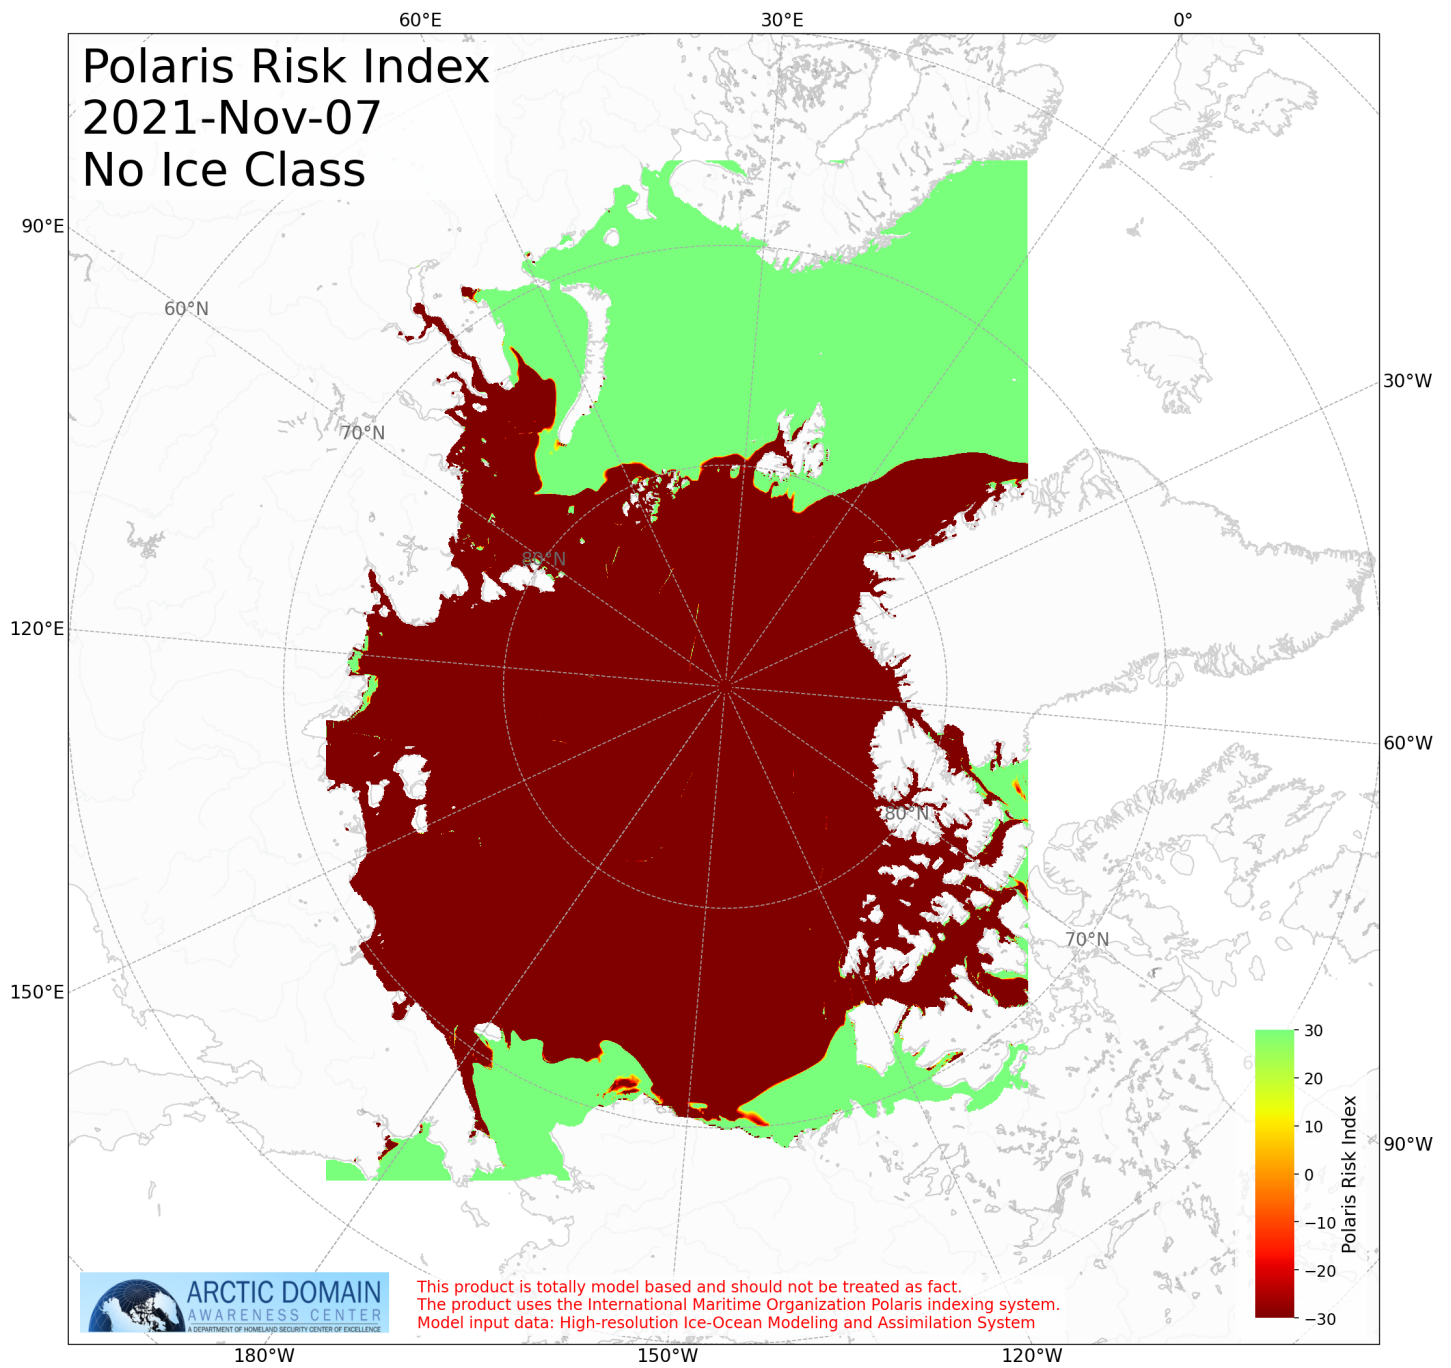 60°E 30°E 0°
Polaris Risk Index
2021-Nov-07
No Ice Class
90°E
60°N
30°W
70°N
80°N
120°E
60°W
80°N
70°N
150°E
30
20
10
0
−10
−20
−30
Polaris Risk Index
90°W
ARCTIC DOMAIN
AWARENESS CENTER
A DEPARTMENT OF HOMELAND SECURITY CENTER OF EXCELLENCE
This product is totally model based and should not be treated as fact.
The product uses the International Maritime Organization Polaris indexing system.
Model input data: High-resolution Ice-Ocean Modeling and Assimilation System
180°W 150°W 120°W